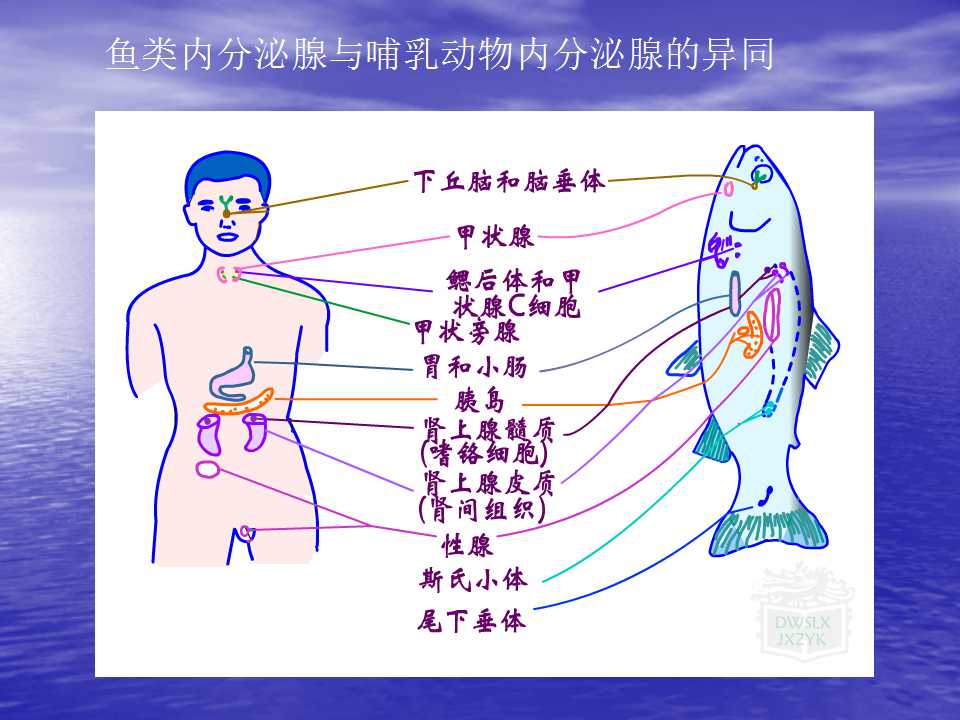 鱼类内分泌腺与哺乳动物内分泌腺的异同
下丘脑和脑垂体
甲状腺
鳃后体和甲
状腺C细胞
甲状旁腺
胃和小肠
胰岛
肾上腺髓质
(嗜铬细胞)
肾上腺皮质
(肾间组织)
性腺
斯氏小体
尾下垂体
DWSLX
JXZYK